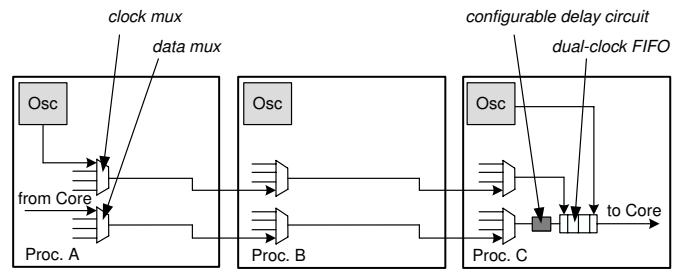 clock mux
configurable delay circuit
data mux
dual-clock FIFO
Osc
Osc
Osc
from Core
to Core
Proc. A
Proc. B
Proc. C